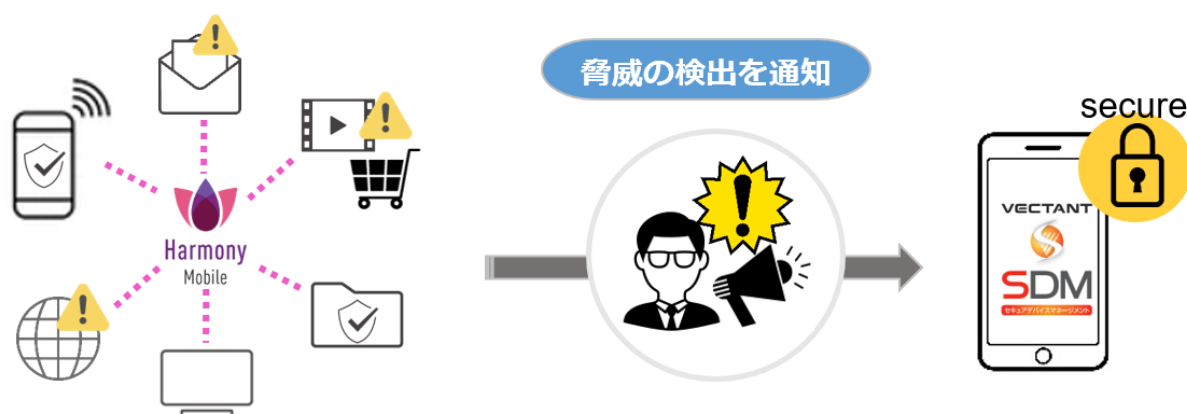 脅威の検出を通知
secure
Harmony
Mobile
VECTANT
SDM
セキュアデバイスマネージメント